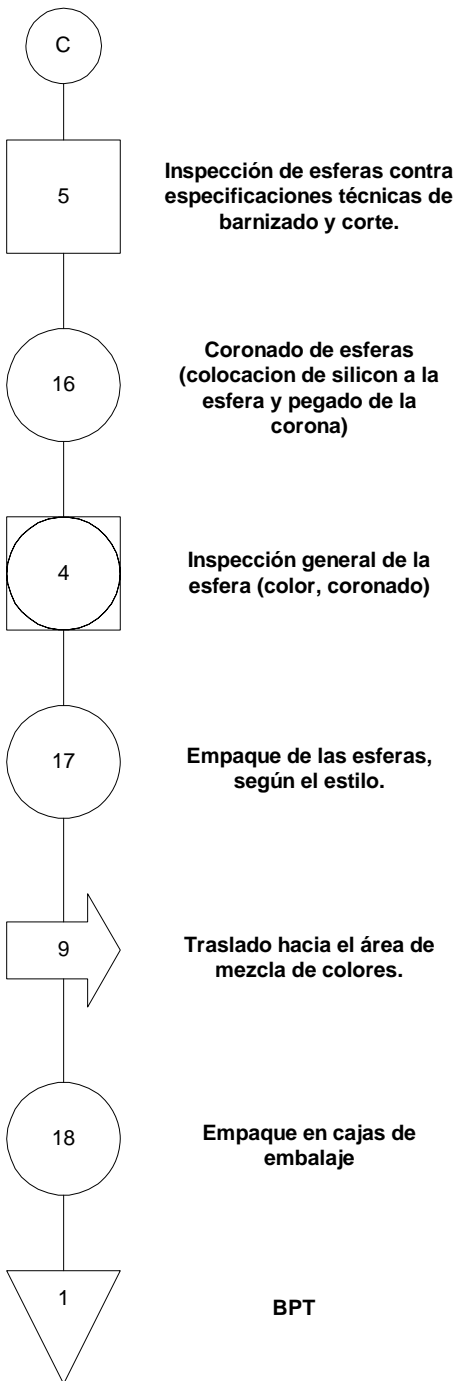 C
5
Inspección de esferas contra
especificaciones técnicas de
barnizado y corte.
16
Coronado de esferas
(colocacion de silicon a la
esfera y pegado de la
corona)
4
Inspección general de la
esfera (color, coronado)
17
Empaque de las esferas,
según el estilo.
9
Traslado hacia el área de
mezcla de colores.
18
Empaque en cajas de
embalaje
1
BPT